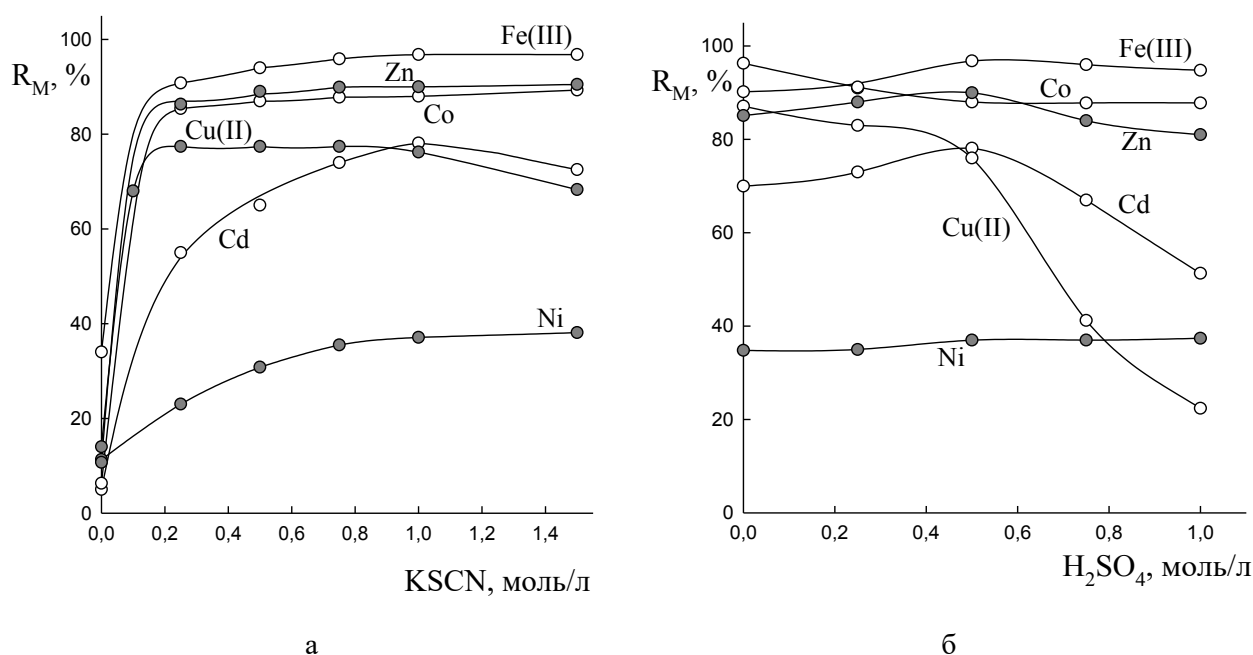 100
80
60
40
20
0
R_M, %
Fe(III)
Zn
Co
Cu(II)
Cd
Ni
0,0 0,2 0,4 0,6 0,8 1,0 1,2 1,4
KSCN, моль/л
а
100
80
60
40
20
0
R_M, %
Fe(III)
Co
Zn
Cd
Cu(II)
Ni
0,0 0,2 0,4 0,6 0,8 1,0
H₂SO₄, моль/л
б